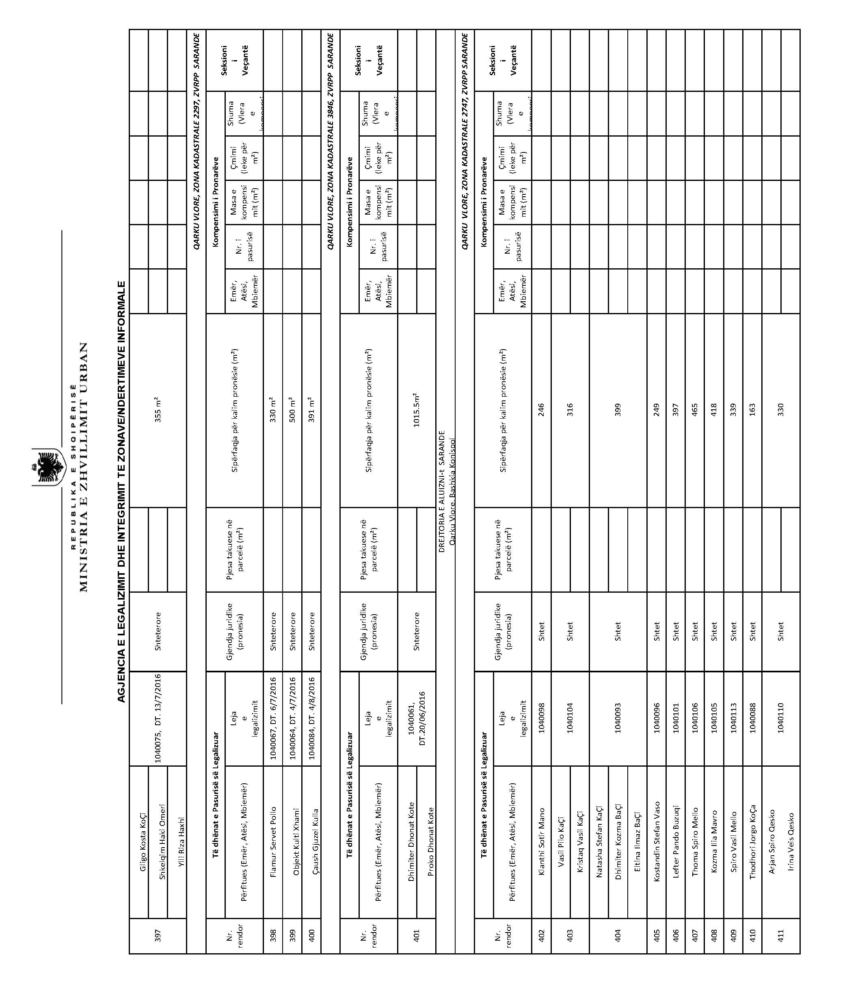 REPUBLIKA E SHQIPËRISË
MINISTRIA E ZHVILLIMIT URBAN
AGJENCIA E LEGALIZIMIT DHE INTEGRIMIT TE ZONAVE/NDERTIMEVE INFORMALE
397 Gligo Kosta KoÇi 1040075, DT. 13/7/2016 Shteterore 355 m²
Shkelqim Haki Omeri
Ylli Riza Haxhi
QARKU VLORE, ZONA KADASTRALE 2297, ZVRPP SARANDE
Nr. rendor
Të dhënat e Pasurisë së Legalizuar
Përfitues (Emër, Atësi, Mbiemër)
Leja e legalizimit
Gjendja juridike (pronesia)
Pjesa takuese në parcelë (m²)
Sipërfaqja për kalim pronësie (m²)
Kompensimi i Pronarëve
Emër, Atësi, Mbiemër
Nr. i pasurisë
Masa e kompensi mit (m²)
Çmimi (leke për m²)
Shuma (Vlera e kompensi
Seksioni i Veçantë
398 Flamur Servet Pollo 1040067, DT. 6/7/2016 Shteterore 330 m²
399 Objekt Kulti Xhami 1040064, DT. 4/7/2016 Shteterore 500 m²
400 Çaush Gjuzel Kulla 1040084, DT. 4/8/2016 Shteterore 391 m²
QARKU VLORE, ZONA KADASTRALE 3846, ZVRPP SARANDE
Nr. rendor
Të dhënat e Pasurisë së Legalizuar
Përfitues (Emër, Atësi, Mbiemër)
Leja e legalizimit
Gjendja juridike (pronesia)
Pjesa takuese në parcelë (m²)
Sipërfaqja për kalim pronësie (m²)
Kompensimi i Pronarëve
Emër, Atësi, Mbiemër
Nr. i pasurisë
Masa e kompensi mit (m²)
Çmimi (leke për m²)
Shuma (Vlera e kompensi
Seksioni i Veçantë
401 Dhimiter Dhonat Kote 1040061, DT.20/06/2016 Shteterore 1015.5m²
Proko Dhonat Kote
DREJTORIA E ALUIZNI-t SARANDE
Qarku Vlore, Bashkia Konispol
QARKU VLORE, ZONA KADASTRALE 2747, ZVRPP SARANDE
Nr. rendor
Të dhënat e Pasurisë së Legalizuar
Përfitues (Emër, Atësi, Mbiemër)
Leja e legalizimit
Gjendja juridike (pronesia)
Pjesa takuese në parcelë (m²)
Sipërfaqja për kalim pronësie (m²)
Kompensimi i Pronarëve
Emër, Atësi, Mbiemër
Nr. i pasurisë
Masa e kompensi mit (m²)
Çmimi (leke për m²)
Shuma (Vlera e kompensi
Seksioni i Veçantë
402 Klanthi Sotir Mano 1040098 Shtet 246
403 Vasil Pilo KaÇi 1040104 Shtet 316
Kristaq Vasil KaÇi
404 Natasha Stefan KaÇi 1040093 Shtet 399
Dhimiter Kozma BaÇi
Eltina Ilmaz BaÇi
405 Kostandin Stefan Vaso 1040096 Shtet 249
406 Lefter Pando Buzuqi 1040101 Shtet 397
407 Thoma Spiro Mello 1040106 Shtet 465
408 Kozma Ilia Mavro 1040105 Shtet 418
409 Spiro Vasil Mello 1040113 Shtet 339
410 Thodhori Jorgo KoÇa 1040088 Shtet 163
411 Arjan Spiro Qesko 1040110 Shtet 330
Irina Veis Qesko